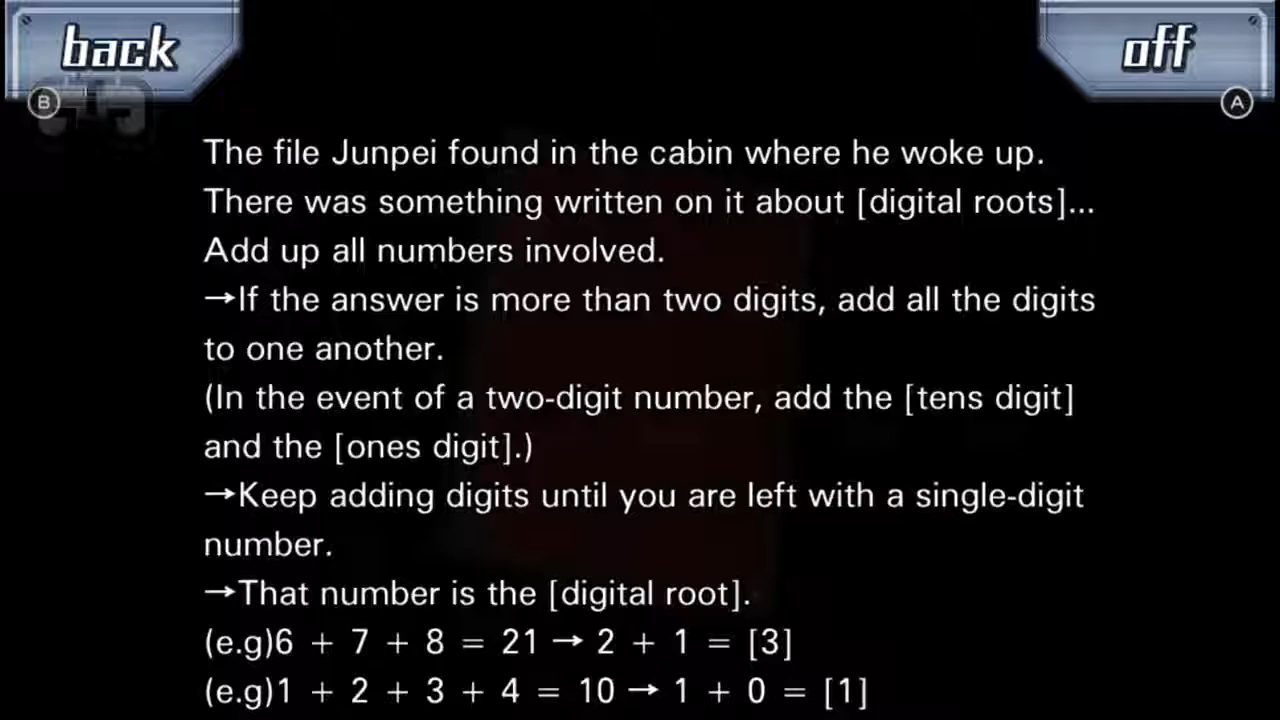 back
off
B
A
The file Junpei found in the cabin where he woke up.
There was something written on it about [digital roots]...
Add up all numbers involved.
→If the answer is more than two digits, add all the digits
to one another.
(In the event of a two-digit number, add the [tens digit]
and the [ones digit].)
→Keep adding digits until you are left with a single-digit
number.
→That number is the [digital root].
(e.g)6 + 7 + 8 = 21 → 2 + 1 = [3]
(e.g)1 + 2 + 3 + 4 = 10 → 1 + 0 = [1]